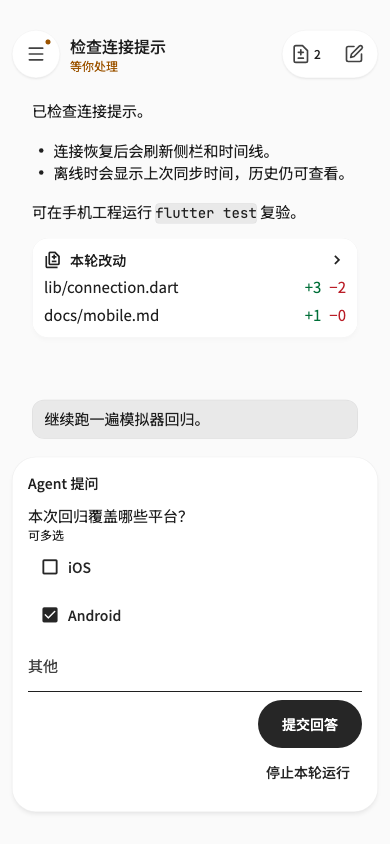 检查连接提示
等你处理
2
已检查连接提示。
• 连接恢复后会刷新侧栏和时间线。
• 离线时会显示上次同步时间，历史仍可查看。
可在手机工程运行 flutter test 复验。
本轮改动
lib/connection.dart +3 −2
docs/mobile.md +1 −0
继续跑一遍模拟器回归。
Agent 提问
本次回归覆盖哪些平台？
可多选
iOS
Android
其他
提交回答
停止本轮运行